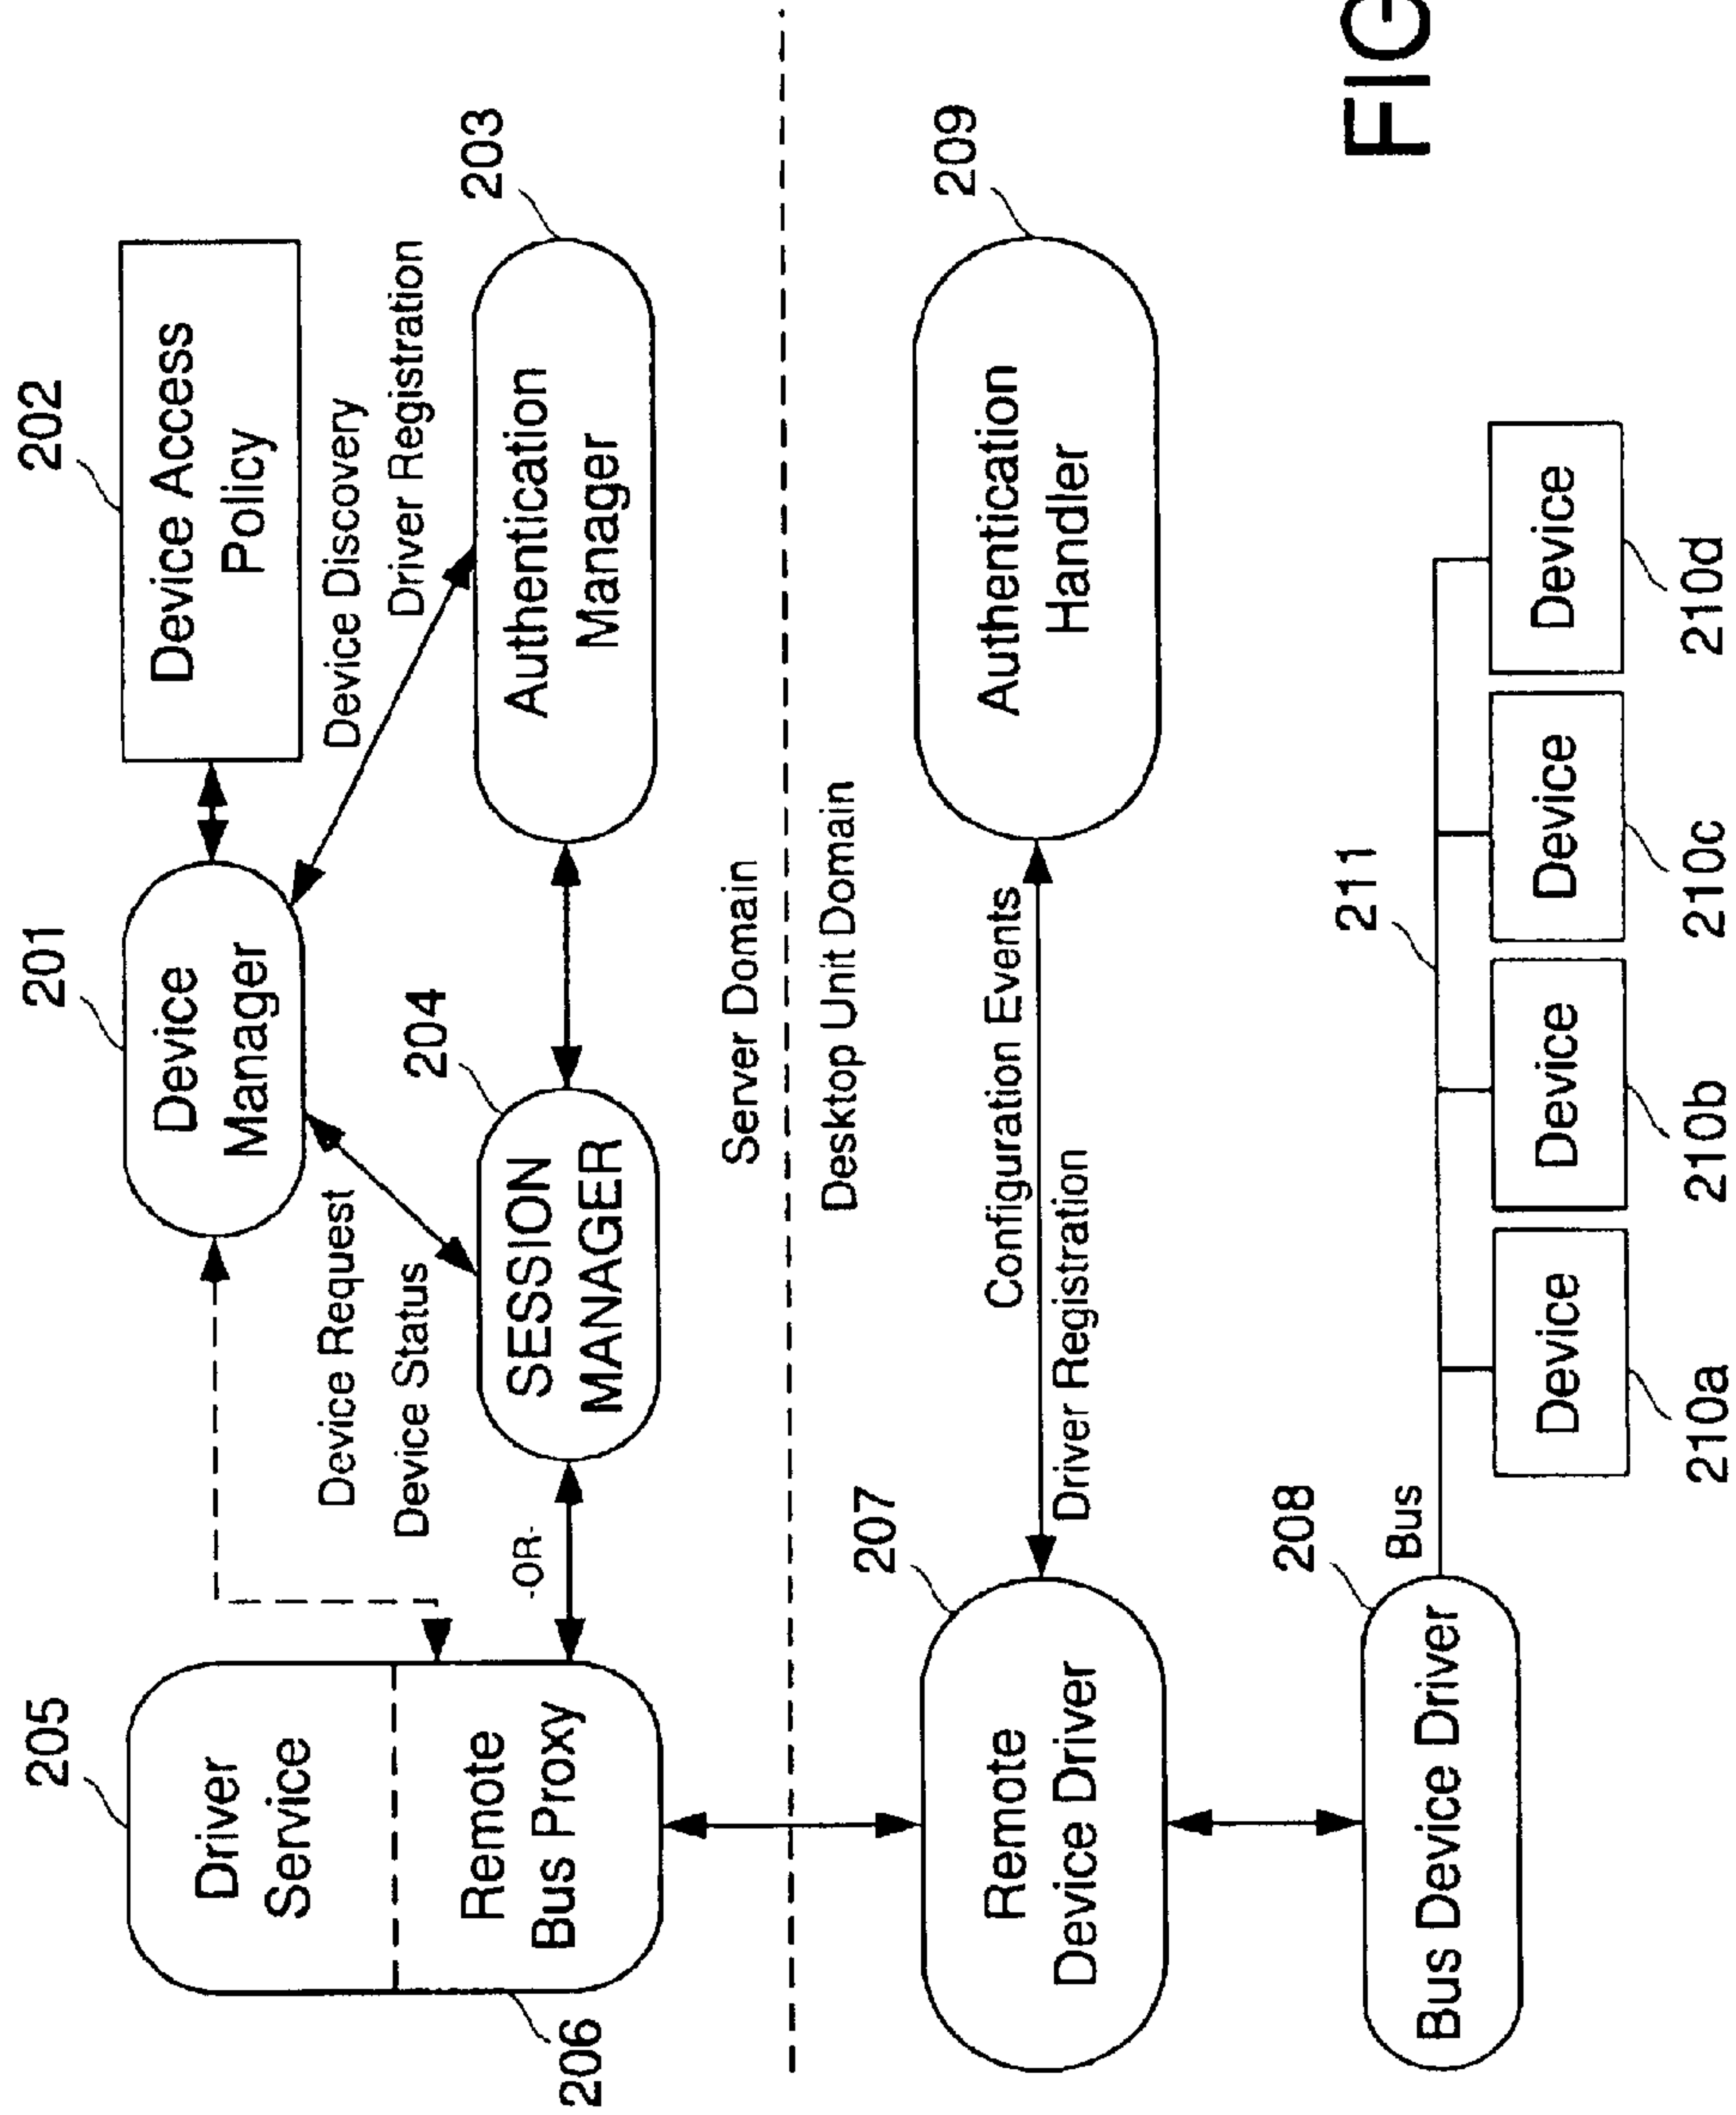 205
Driver
Service
Remote
Bus Proxy
206
201
Device
Manager
202
Device Access
Policy
Device Discovery
Driver Registration
Device Request
Device Status
-OR-
204
SESSION
MANAGER
203
Authentication
Manager
Server Domain
Desktop Unit Domain
207
Remote
Device Driver
Configuration Events
Driver Registration
209
Authentication
Handler
208
Bus Device Driver
Bus
211
Device
Device
Device
Device
210a
210b
210c
210d
FIG